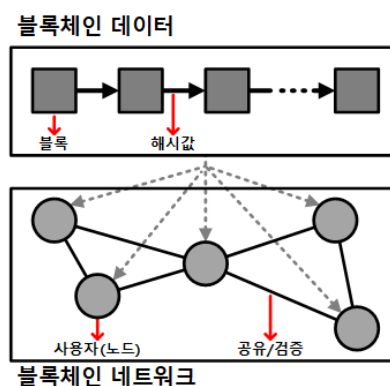 블록체인 데이터
블록
해시값
사용자(노드)
공유/검증
블록체인 네트워크